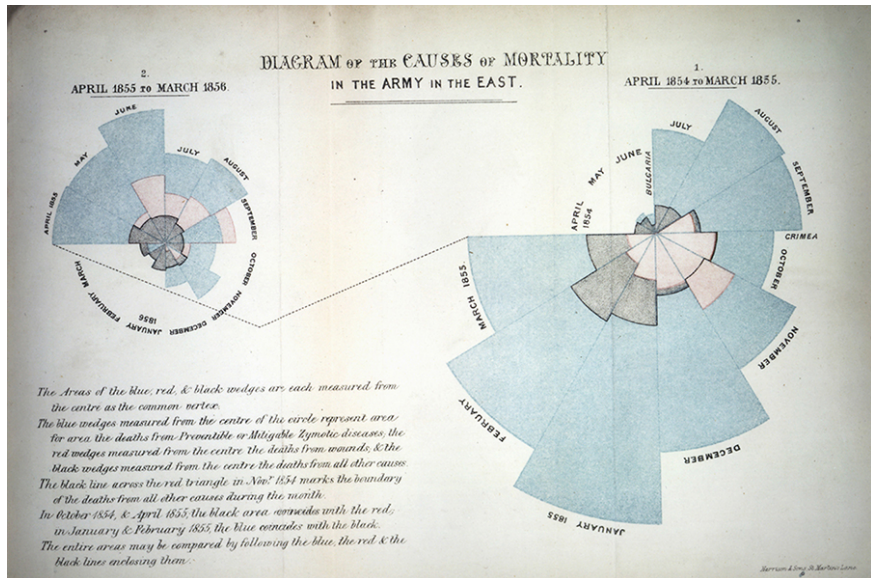 DIAGRAM OF THE CAUSES OF MORTALITY
IN THE ARMY IN THE EAST.
2.
APRIL 1855 TO MARCH 1856.
1.
APRIL 1854 TO MARCH 1855.
APRIL 1855
MAY
JUNE
JULY
AUGUST
SEPTEMBER
OCTOBER
NOVEMBER
DECEMBER
JANUARY
1856
FEBRUARY
MARCH
APRIL
1854
MAY
JUNE
BULGARIA
JULY
AUGUST
SEPTEMBER
CRIMEA
OCTOBER
NOVEMBER
DECEMBER
JANUARY 1855
FEBRUARY
MARCH 1855.
The Areas of the blue, red, & black wedges are each measured from
the centre as the common vertex.
The blue wedges measured from the centre of the circle represent area
for area the deaths from Preventible or Mitigable Zymotic diseases; the
red wedges measured from the centre the deaths from wounds; & the
black wedges measured from the centre the deaths from all other causes.
The black line across the red triangle in Novr. 1854 marks the boundary
of the deaths from all other causes during the month.
In October 1854, & April 1855, the black area coincides with the red;
in January & February 1855, the blue coincides with the black.
The entire areas may be compared by following the blue, the red & the
black lines enclosing them.
Harrison & Sons St. Martins Lane.